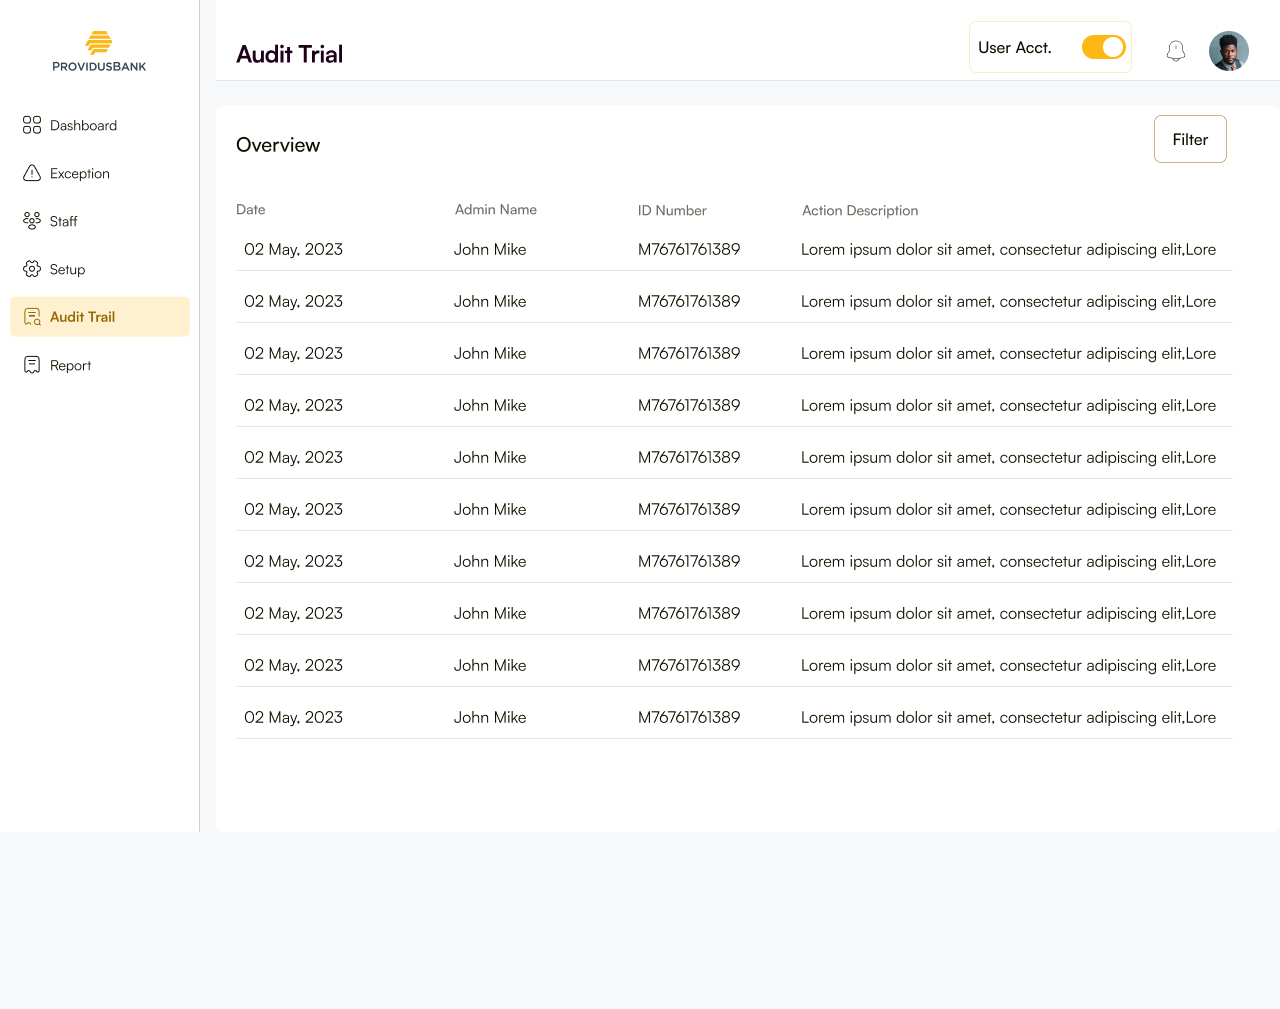 PROVIDUSBANK
Dashboard
Exception
Staff
Setup
Audit Trail
Report
Audit Trial
User Acct.
Overview
Filter
Date Admin Name ID Number Action Description
02 May, 2023 John Mike M76761761389 Lorem ipsum dolor sit amet, consectetur adipiscing elit,Lore
02 May, 2023 John Mike M76761761389 Lorem ipsum dolor sit amet, consectetur adipiscing elit,Lore
02 May, 2023 John Mike M76761761389 Lorem ipsum dolor sit amet, consectetur adipiscing elit,Lore
02 May, 2023 John Mike M76761761389 Lorem ipsum dolor sit amet, consectetur adipiscing elit,Lore
02 May, 2023 John Mike M76761761389 Lorem ipsum dolor sit amet, consectetur adipiscing elit,Lore
02 May, 2023 John Mike M76761761389 Lorem ipsum dolor sit amet, consectetur adipiscing elit,Lore
02 May, 2023 John Mike M76761761389 Lorem ipsum dolor sit amet, consectetur adipiscing elit,Lore
02 May, 2023 John Mike M76761761389 Lorem ipsum dolor sit amet, consectetur adipiscing elit,Lore
02 May, 2023 John Mike M76761761389 Lorem ipsum dolor sit amet, consectetur adipiscing elit,Lore
02 May, 2023 John Mike M76761761389 Lorem ipsum dolor sit amet, consectetur adipiscing elit,Lore